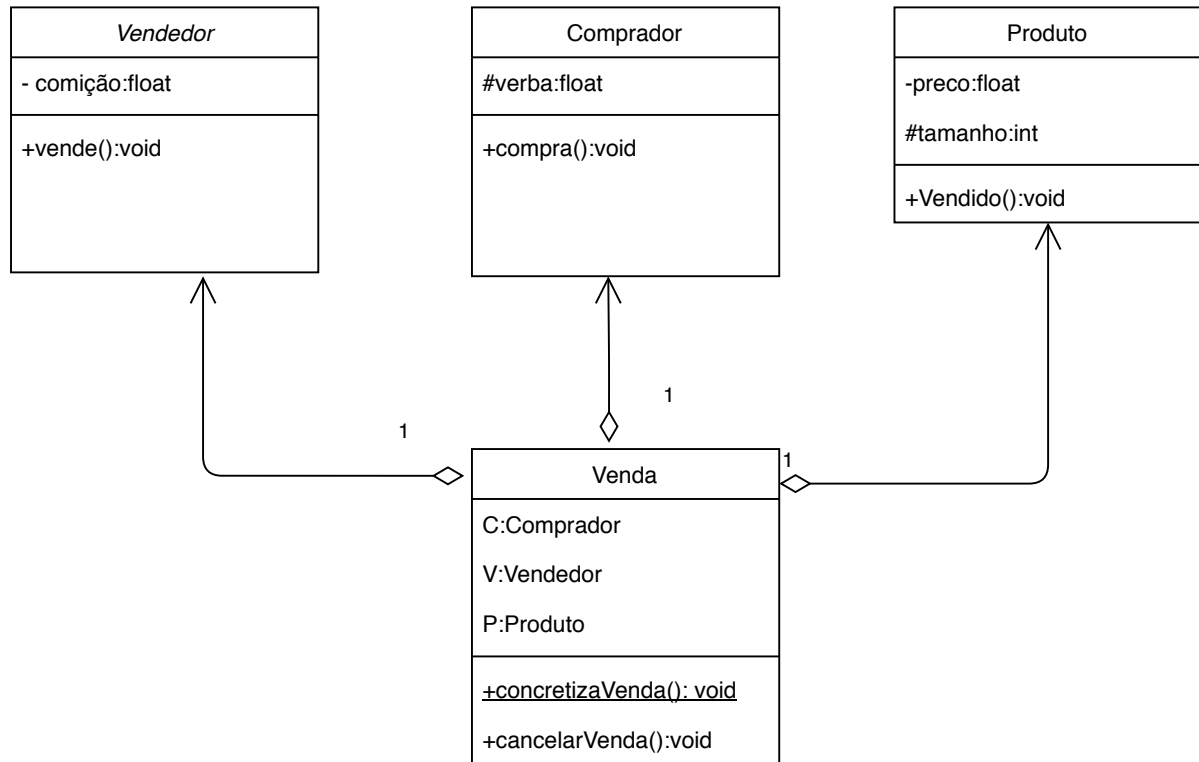 Vendedor
- comição:float
+vende():void
Comprador
#verba:float
+compra():void
Produto
-preco:float
#tamanho:int
+Vendido():void
1
1
1
Venda
C:Comprador
V:Vendedor
P:Produto
+concretizaVenda(): void
+cancelarVenda():void